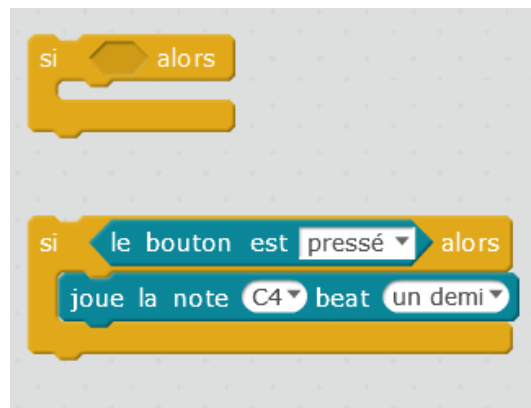 si alors
si le bouton est pressé alors
joue la note C4 beat un demi